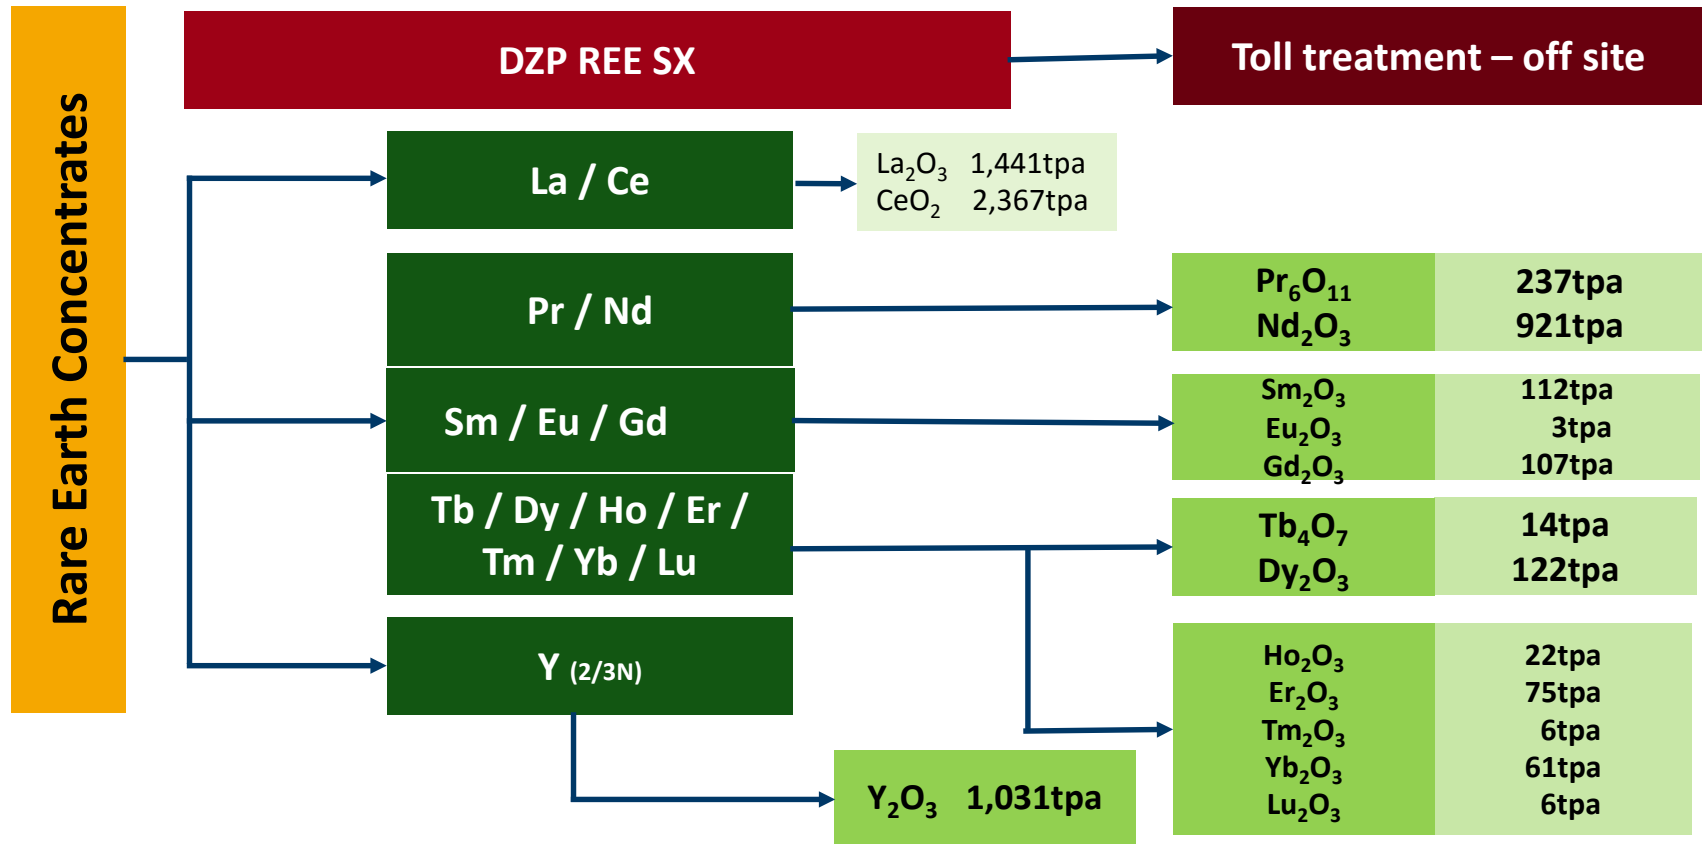 Rare Earth Concentrates
DZP REE SX
Toll treatment – off site
La / Ce
La₂O₃ 1,441tpa
CeO₂ 2,367tpa
Pr / Nd
Pr₆O₁₁ 237tpa
Nd₂O₃ 921tpa
Sm / Eu / Gd
Sm₂O₃ 112tpa
Eu₂O₃ 3tpa
Gd₂O₃ 107tpa
Tb / Dy / Ho / Er /
Tm / Yb / Lu
Tb₄O₇ 14tpa
Dy₂O₃ 122tpa
Ho₂O₃ 22tpa
Er₂O₃ 75tpa
Tm₂O₃ 6tpa
Yb₂O₃ 61tpa
Lu₂O₃ 6tpa
Y (2/3N)
Y₂O₃ 1,031tpa